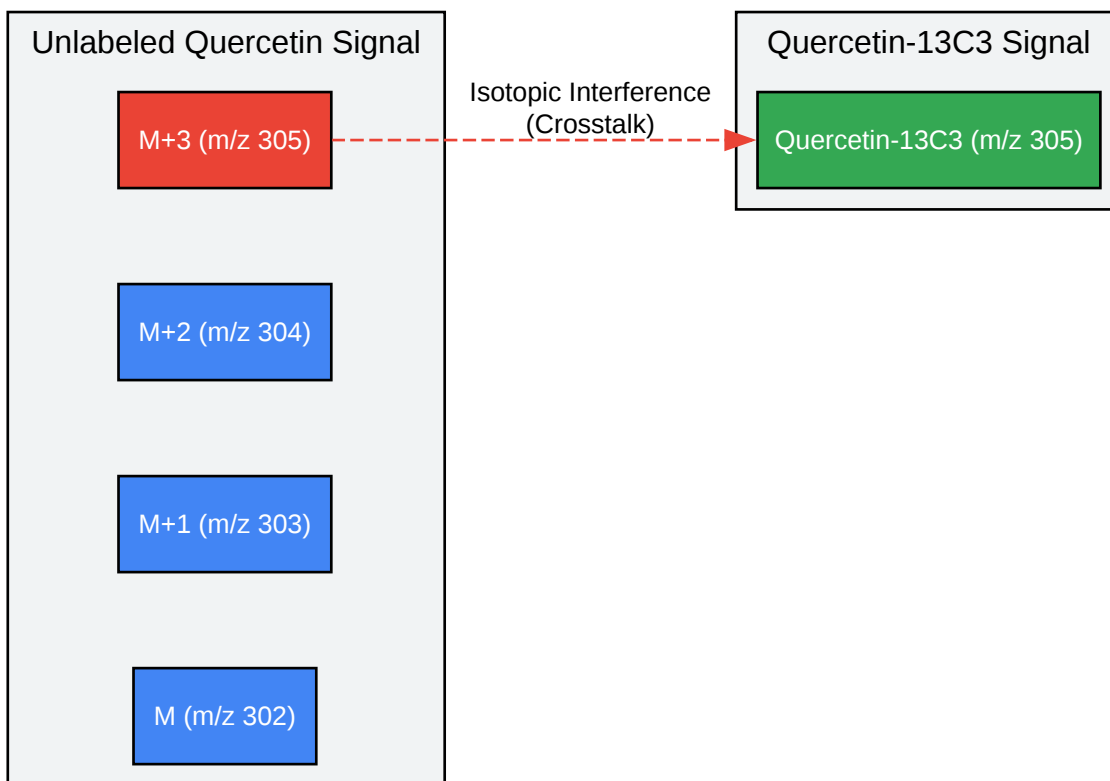 Unlabeled Quercetin Signal
M+3 (m/z 305)
M+2 (m/z 304)
M+1 (m/z 303)
M (m/z 302)
Isotopic Interference
(Crosstalk)
Quercetin-13C3 Signal
Quercetin-13C3 (m/z 305)